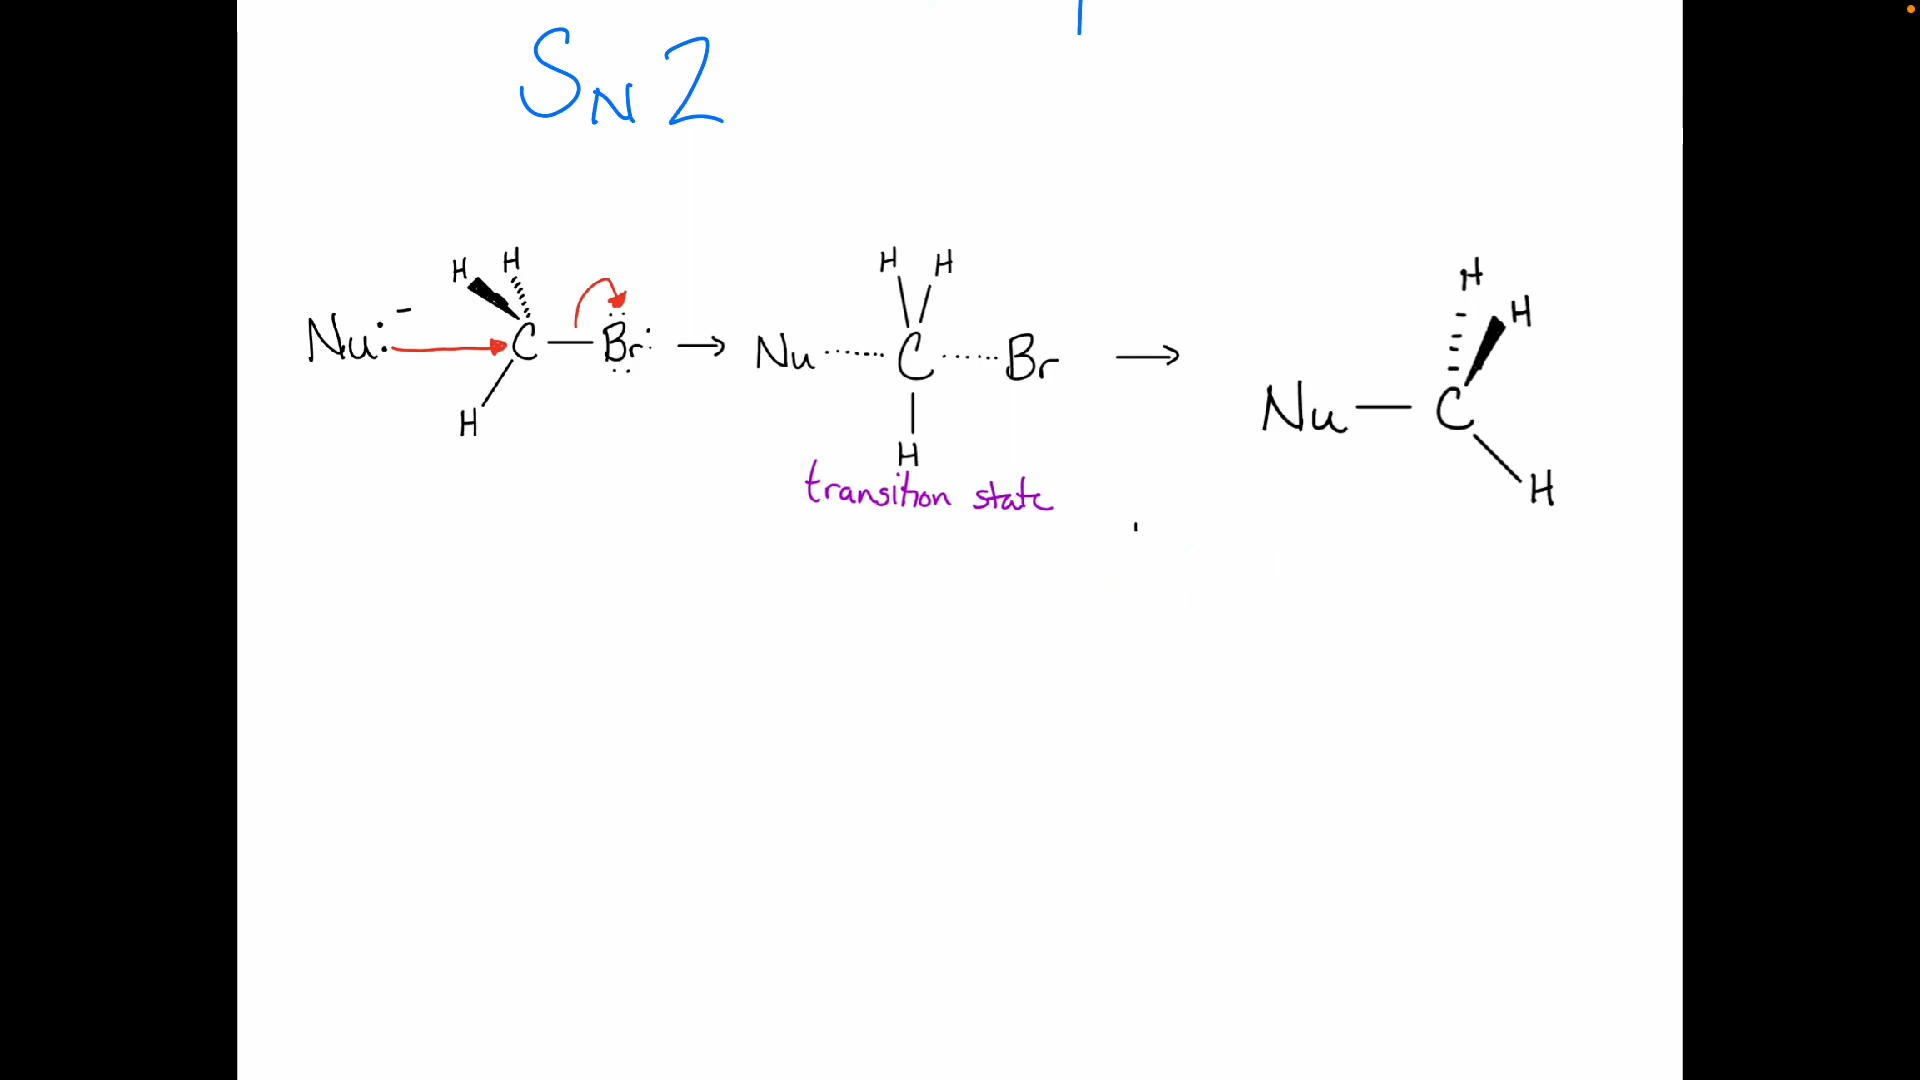 SN2
H H H H H
H
Nu:⁻ C — Br: → Nu ······ C ······ Br →
Nu — C
H H H
transition state